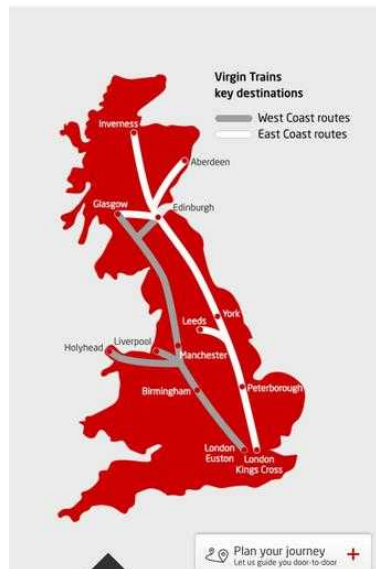 Virgin Trains
key destinations
West Coast routes
East Coast routes
Inverness
Aberdeen
Glasgow
Edinburgh
York
Leeds
Liverpool
Holyhead
Manchester
Birmingham
Peterborough
London
Euston
London
Kings Cross
Plan your journey
Let us guide you door-to-door